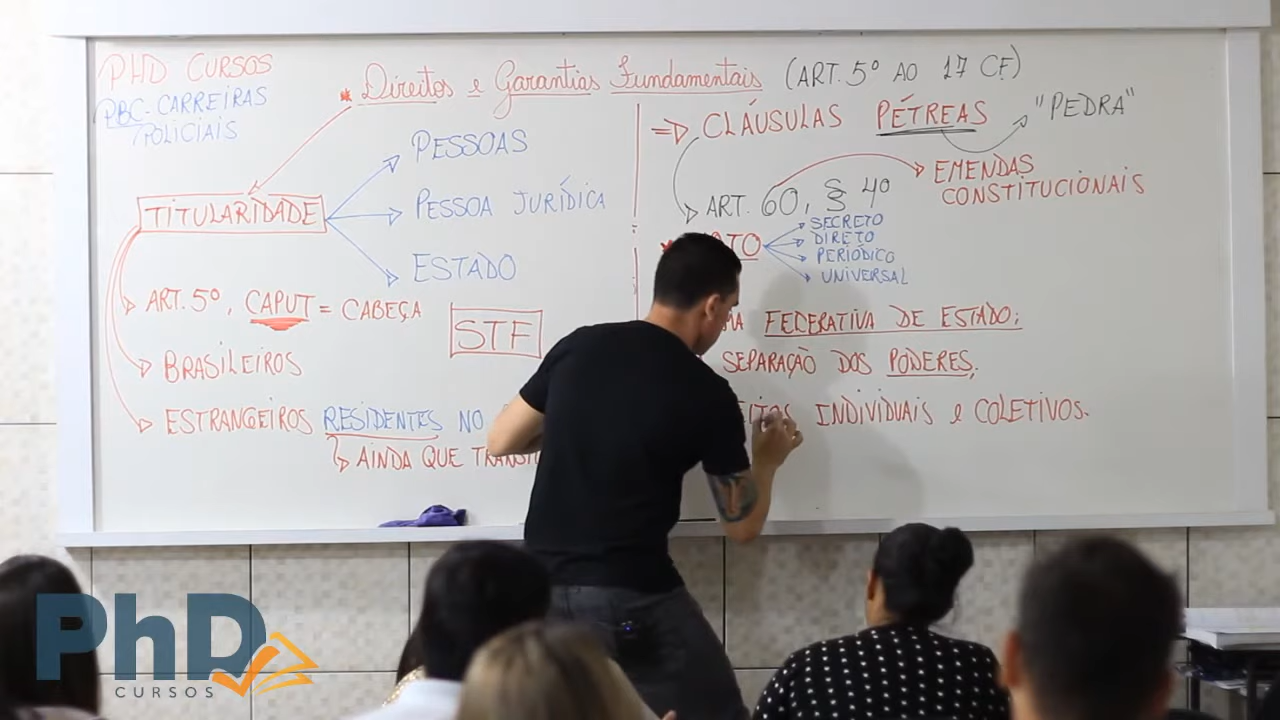 PHD CURSOS
PBC-CARREIRAS
POLICIAIS
Direitos e Garantias Fundamentais (ART. 5º AO 17 CF)
TITULARIDADE
PESSOAS
PESSOA JURÍDICA
ESTADO
ART. 5º, CAPUT = CABEÇA
STF
BRASILEIROS
ESTRANGEIROS RESIDENTES NO
AINDA QUE
=> CLÁUSULAS PÉTREAS
"PEDRA"
ART. 60, § 4º
EMENDAS
CONSTITUCIONAIS
SECRETO
DIRETO
PERIÓDICO
UNIVERSAL
FEDERATIVA DE ESTADO;
SEPARAÇÃO DOS PODERES;
INDIVIDUAIS e COLETIVOS.
PhD
CURSOS